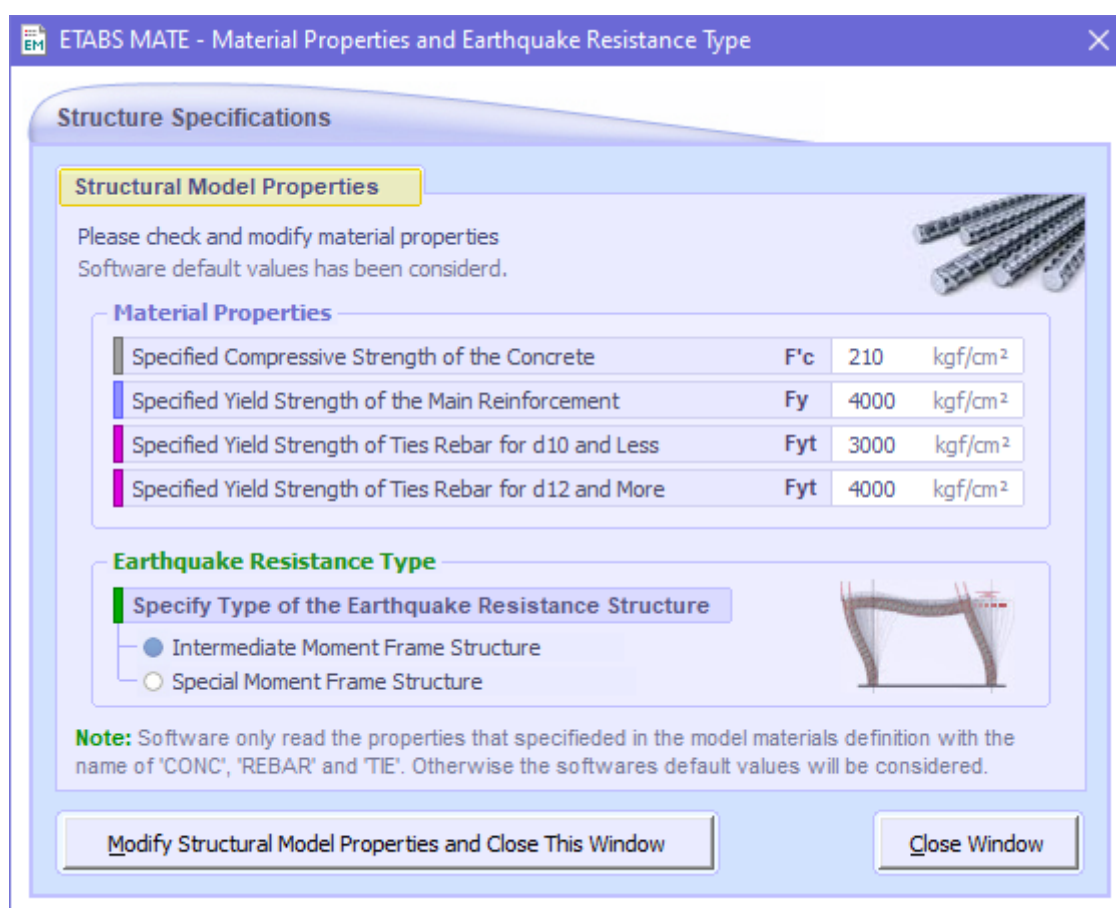 EM ETABS MATE - Material Properties and Earthquake Resistance Type
Structure Specifications
Structural Model Properties
Please check and modify material properties
Software default values has been considerd.
Material Properties
Specified Compressive Strength of the Concrete F'c 210 kgf/cm²
Specified Yield Strength of the Main Reinforcement Fy 4000 kgf/cm²
Specified Yield Strength of Ties Rebar for d10 and Less Fyt 3000 kgf/cm²
Specified Yield Strength of Ties Rebar for d12 and More Fyt 4000 kgf/cm²
Earthquake Resistance Type
Specify Type of the Earthquake Resistance Structure
Intermediate Moment Frame Structure
Special Moment Frame Structure
Note: Software only read the properties that specifieded in the model materials definition with the
name of 'CONC', 'REBAR' and 'TIE'. Otherwise the softwares default values will be considered.
Modify Structural Model Properties and Close This Window
Close Window